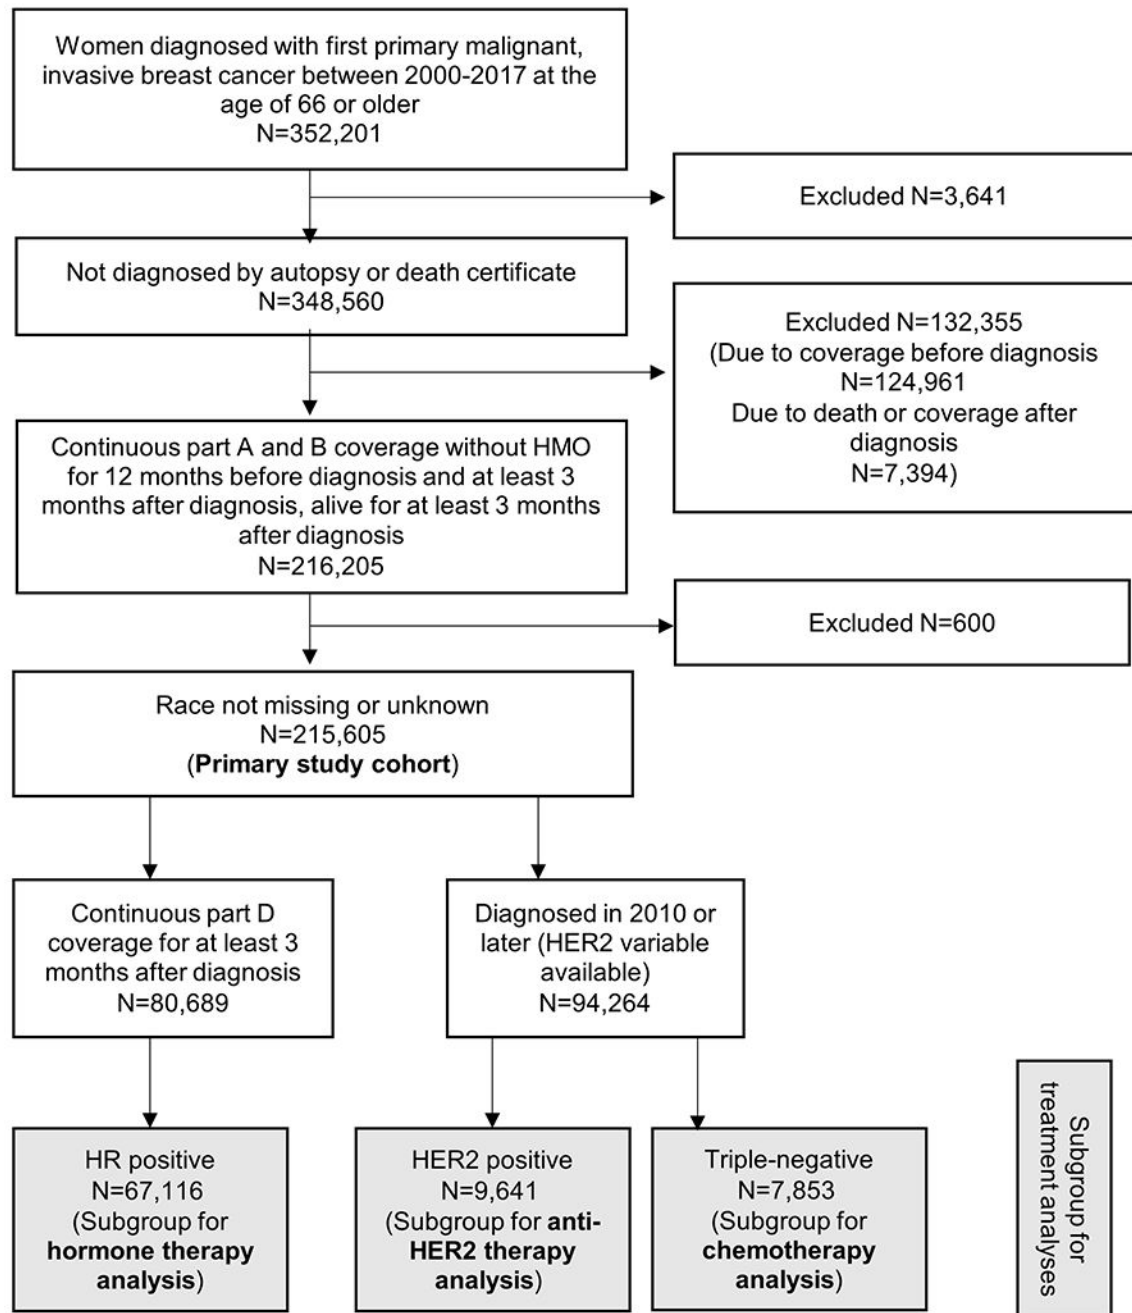 Women diagnosed with first primary malignant,
invasive breast cancer between 2000-2017 at the
age of 66 or older
N=352,201
Excluded N=3,641
Not diagnosed by autopsy or death certificate
N=348,560
Excluded N=132,355
(Due to coverage before diagnosis
N=124,961
Due to death or coverage after
diagnosis
N=7,394)
Continuous part A and B coverage without HMO
for 12 months before diagnosis and at least 3
months after diagnosis, alive for at least 3 months
after diagnosis
N=216,205
Excluded N=600
Race not missing or unknown
N=215,605
(Primary study cohort)
Continuous part D
coverage for at least 3
months after diagnosis
N=80,689
Diagnosed in 2010 or
later (HER2 variable
available)
N=94,264
HR positive
N=67,116
(Subgroup for
hormone therapy
analysis)
HER2 positive
N=9,641
(Subgroup for anti-
HER2 therapy
analysis)
Triple-negative
N=7,853
(Subgroup for
chemotherapy
analysis)
Subgroup for
treatment analyses